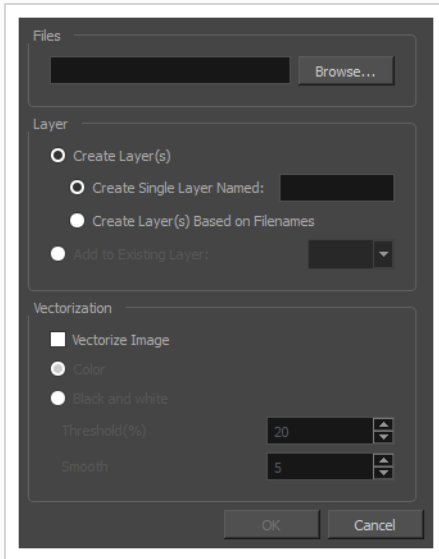 Files
Browse...
Layer
Create Layer(s)
Create Single Layer Named:
Create Layer(s) Based on Filenames
Add to Existing Layer:
Vectorization
Vectorize Image
Color
Black and white
Threshold(%) 20
Smooth 5
OK Cancel